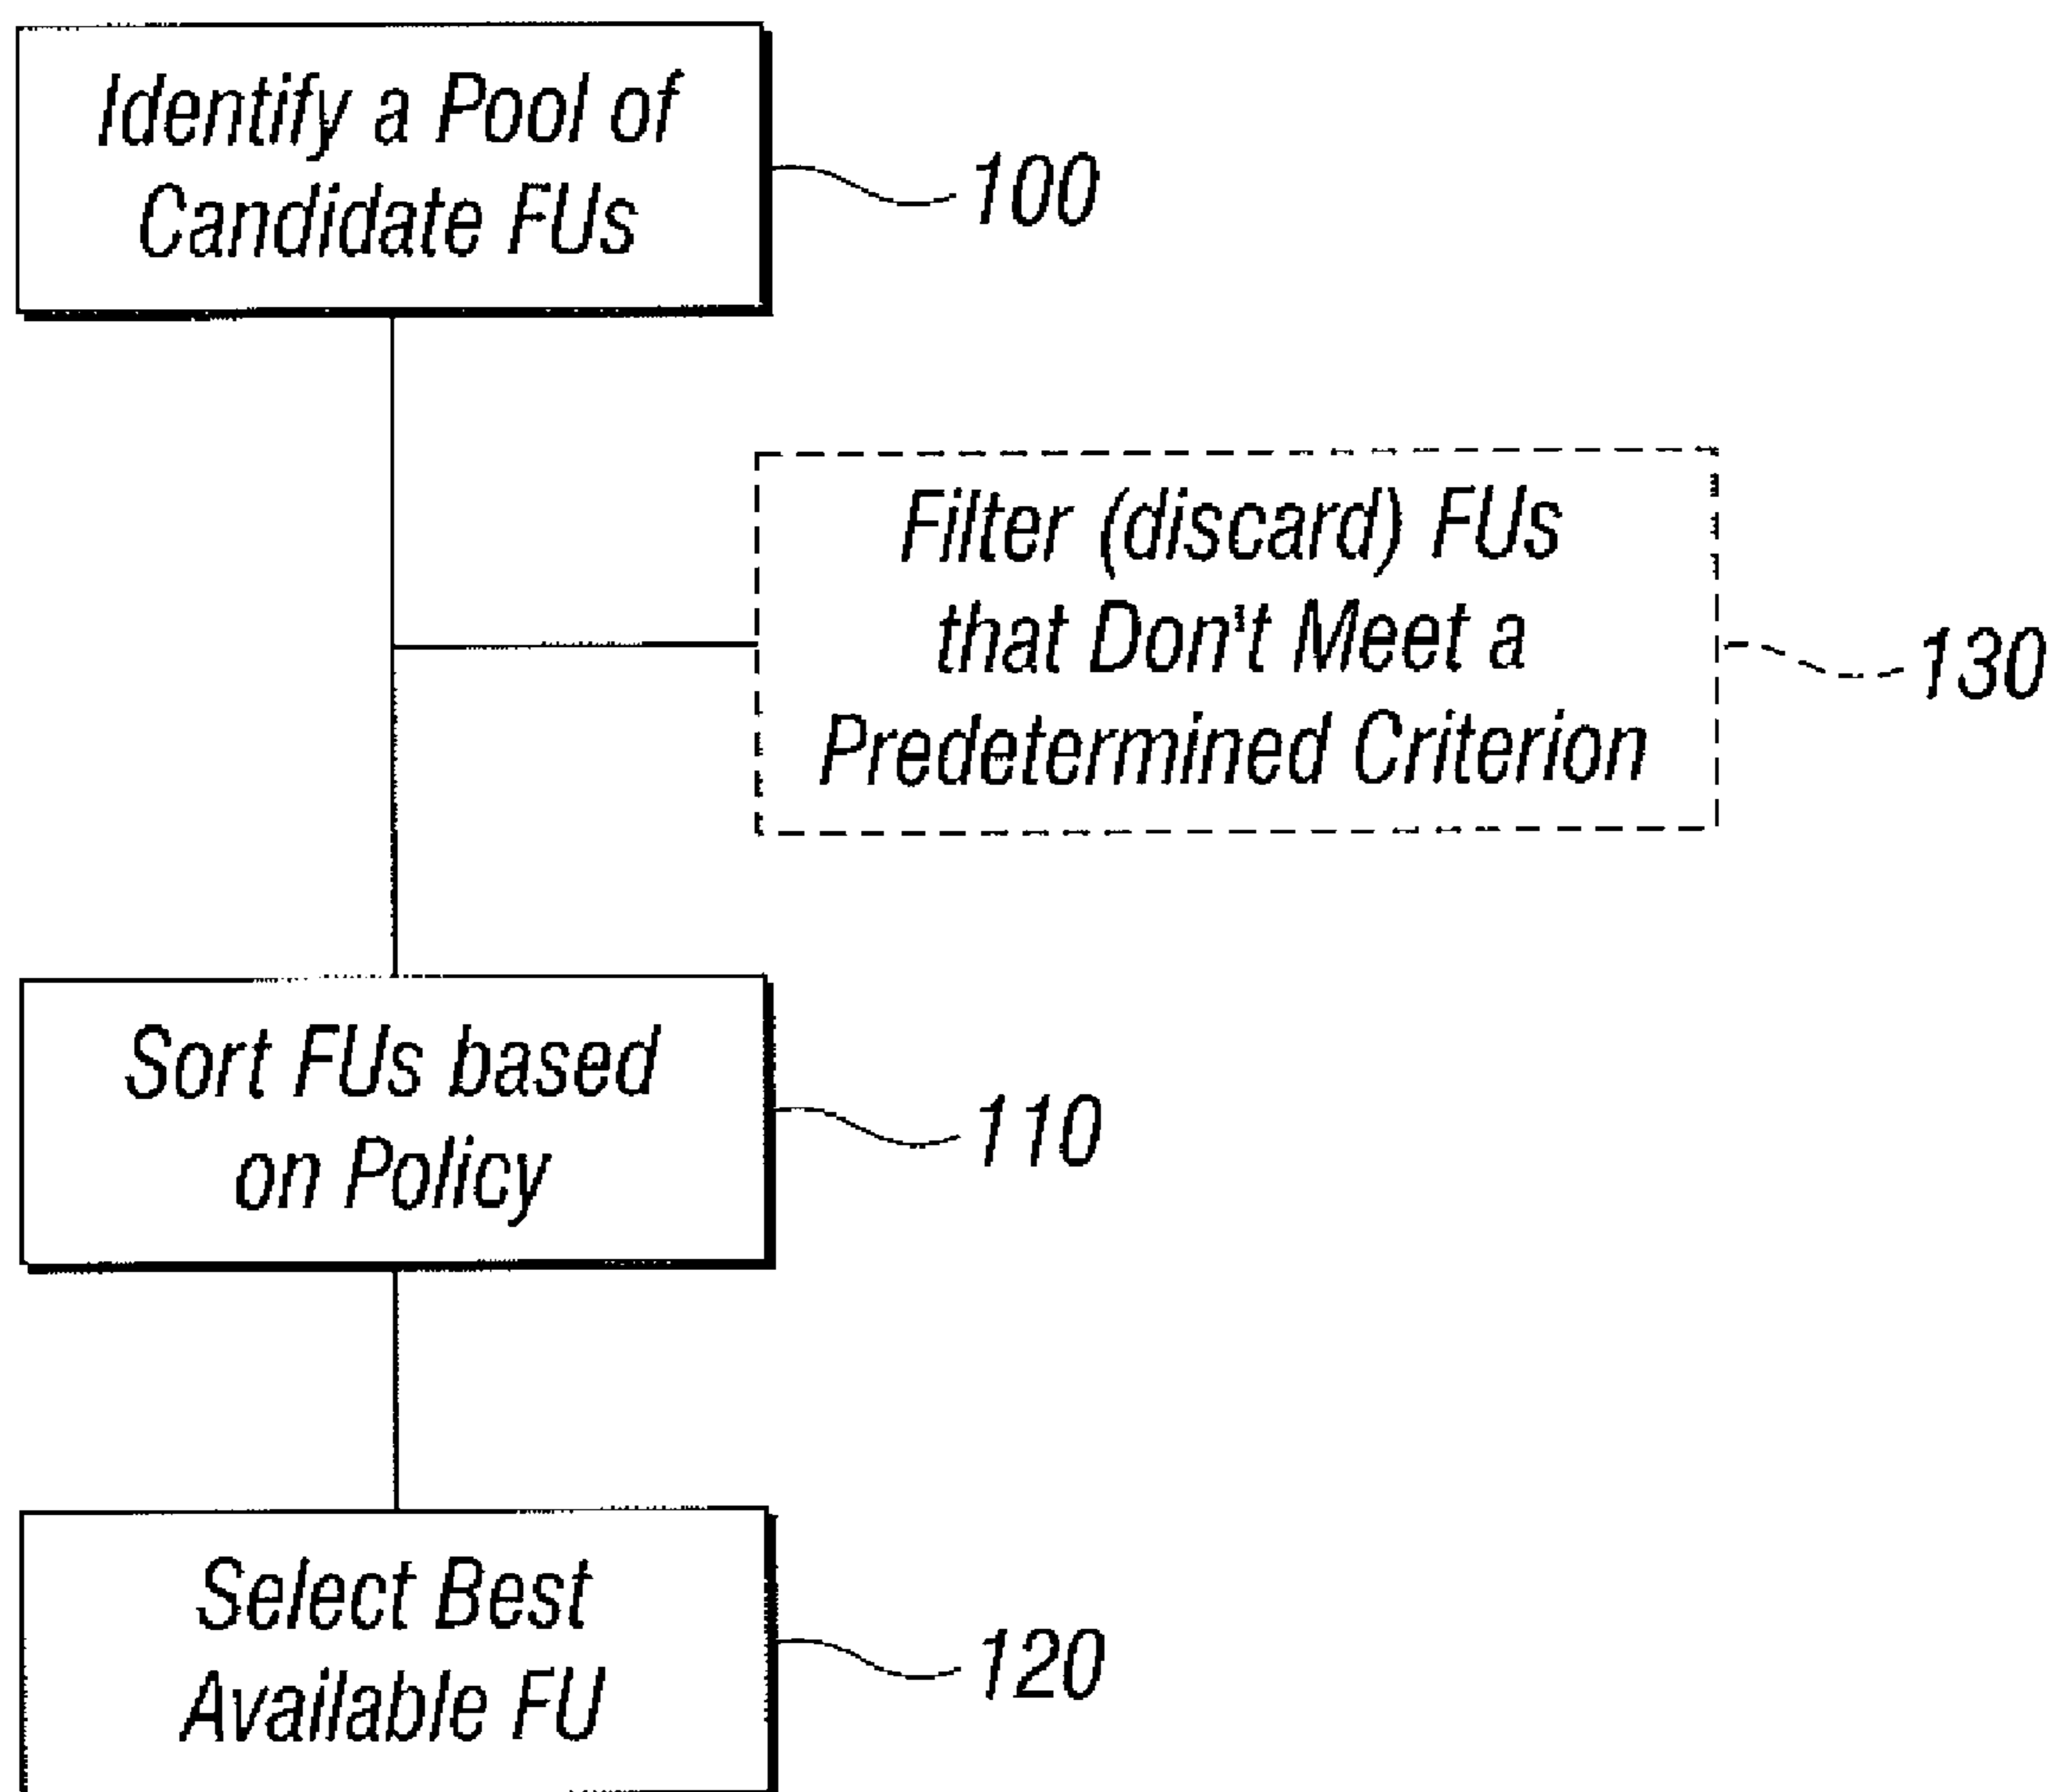 Identify a Pool of
Candidate FUs
100
Filter (discard) FUs
that Don't Meet a
Predetermined Criterion
130
Sort FUs based
on Policy
110
Select Best
Available FU
120